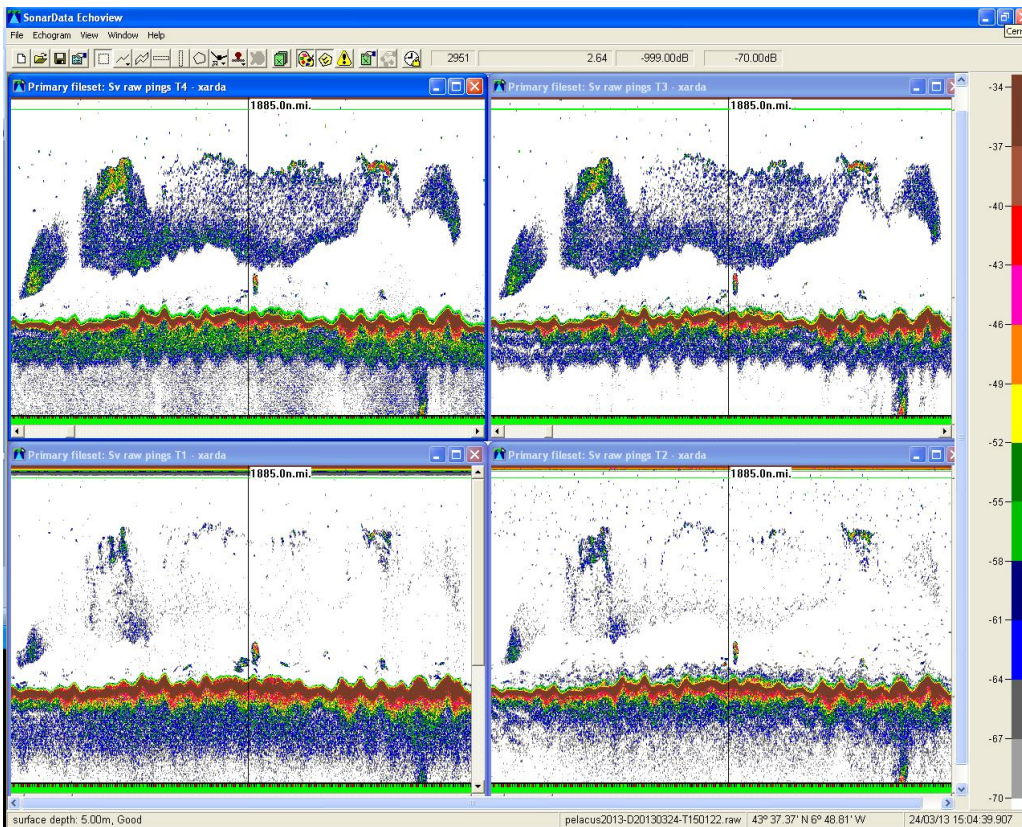 SonarData Echoview
File Echogram View Window Help
2951 2.64 -999.00dB -70.00dB
Primary fileset: Sv raw pings T4 - xarda
1885.0n.mi.
Primary fileset: Sv raw pings T3 - xarda
1885.0n.mi.
Primary fileset: Sv raw pings T1 - xarda
1885.0n.mi.
Primary fileset: Sv raw pings T2 - xarda
1885.0n.mi.
-34
-37
-40
-43
-46
-49
-52
-55
-58
-61
-64
-67
-70
surface depth: 5.00m, Good
pelacus2013-D20130324-T150122.raw 43° 37.37' N 6° 48.81' W 24/03/13 15:04:39.907